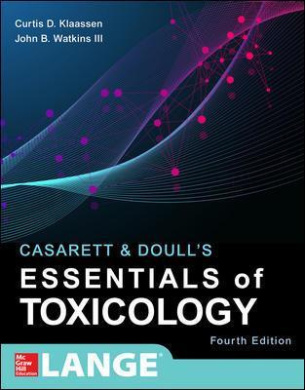 Curtis D. Klaassen
John B. Watkins III
CASARETT & DOULL'S
ESSENTIALS of
TOXICOLOGY
Fourth Edition
Mc
Graw
Hill
Education
LANGE®